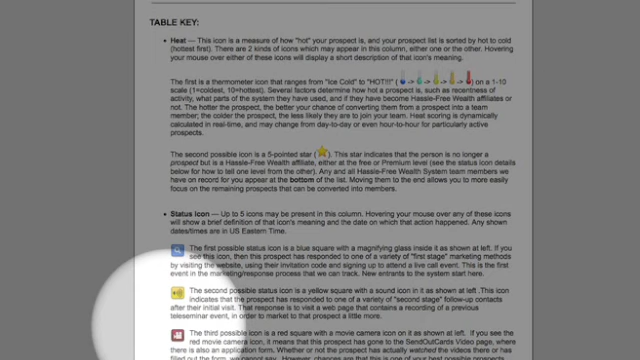 TABLE KEY:
• Heat — This icon is a measure of how "hot" your prospect is, and your prospect list is sorted by hot to cold
(hottest first). There are 2 kinds of icons which may appear in this column, either one or the other. Hovering
your mouse over either of these icons will display a short description of that icon's meaning.
The first is a thermometer icon that ranges from "Ice Cold" to "HOT!!!" ( -> -> -> -> ) on a 1-10
scale (1=coldest, 10=hottest). Several factors determine how hot a prospect is, such as recentness of
activity, what parts of the system they have used, and if they have become Hassle-Free Wealth affiliates or
not. The hotter the prospect, the better your chance of converting them from a prospect into a team
member; the colder the prospect, the less likely they are to join your team. Heat scoring is dynamically
calculated in real-time, and may change from day-to-day or even hour-to-hour for particularly active
prospects.
The second possible icon is a 5-pointed star ( ). This star indicates that the person is no longer a
prospect but is a Hassle-Free Wealth affiliate, either at the free or Premium level (see the status icon details
below for how to tell one level from the other). Any and all Hassle-Free Wealth System team members we
have on record for you appear at the bottom of the list. Moving them to the end allows you to more easily
focus on the remaining prospects that can be converted into members.
• Status Icon — Up to 5 icons may be present in this column. Hovering your mouse over any of these icons
will show a brief definition of that icon's meaning and the date on which that action happened. Any shown
dates/times are in US Eastern Time.
The first possible status icon is a blue square with a magnifying glass inside it as shown at left. If you
see this icon, then this prospect has responded to one of a variety of "first stage" marketing methods
by visiting the website, using their invitation code and signing up to attend a live call event. This is the first
event in the marketing/response process that we can track. New entrants to the system start here.
The second possible status icon is a yellow square with a sound icon in it as shown at left .This icon
indicates that the prospect has responded to one of a variety of "second stage" follow-up contacts
after their initial visit. That response is to visit a web page that contains a recording of a previous
teleseminar event, in order to market to that prospect a little more.
The third possible icon is a red square with a movie camera icon on it as shown at left. If you see the
red movie camera icon, it means that this prospect has gone to the SendOutCards Video page, where
there is also an application form. Whether or not the prospect actually watched the videos there or has
filled out the form, we cannot say. However, chances are that this is one of your best possible prospects